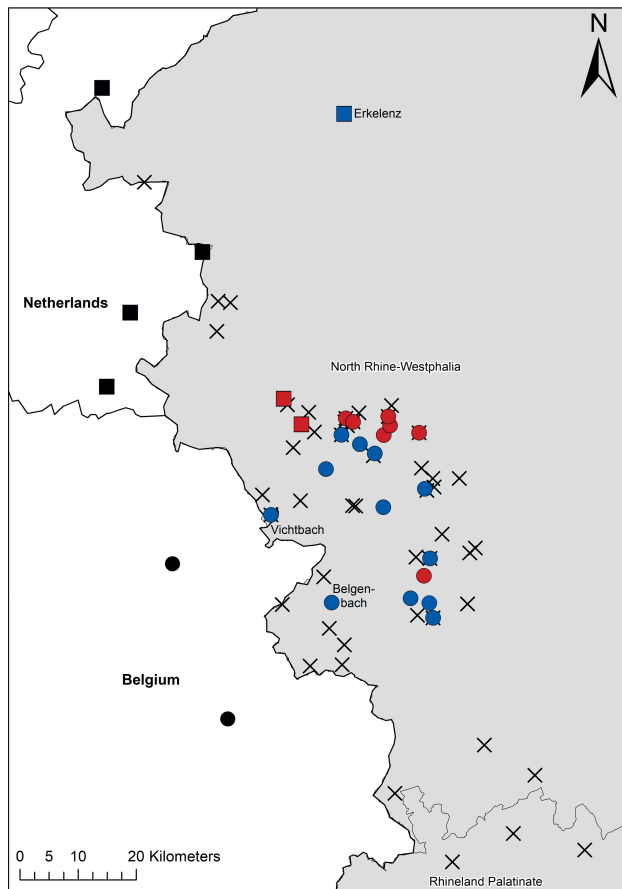 N
Erkelenz
Netherlands
North Rhine-Westphalia
Vichtbach
Belgen-
bach
Belgium
0 5 10 20 Kilometers
Rhineland Palatinate